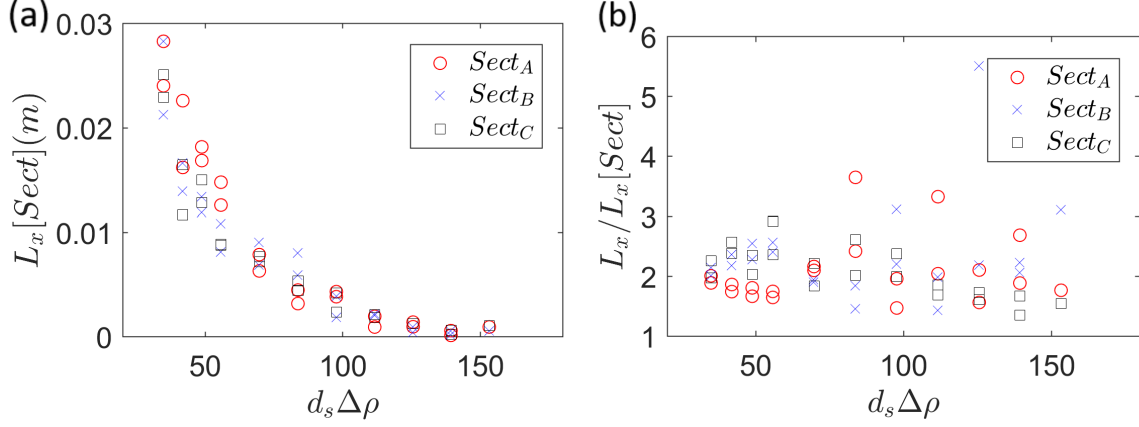 (a)
0.03
0.02
0.01
0
L_x[Sect](m)
Sect_A
Sect_B
Sect_C
50
100
150
d_sΔρ
(b)
6
5
4
3
2
1
L_x/L_x[Sect]
Sect_A
Sect_B
Sect_C
50
100
150
d_sΔρ